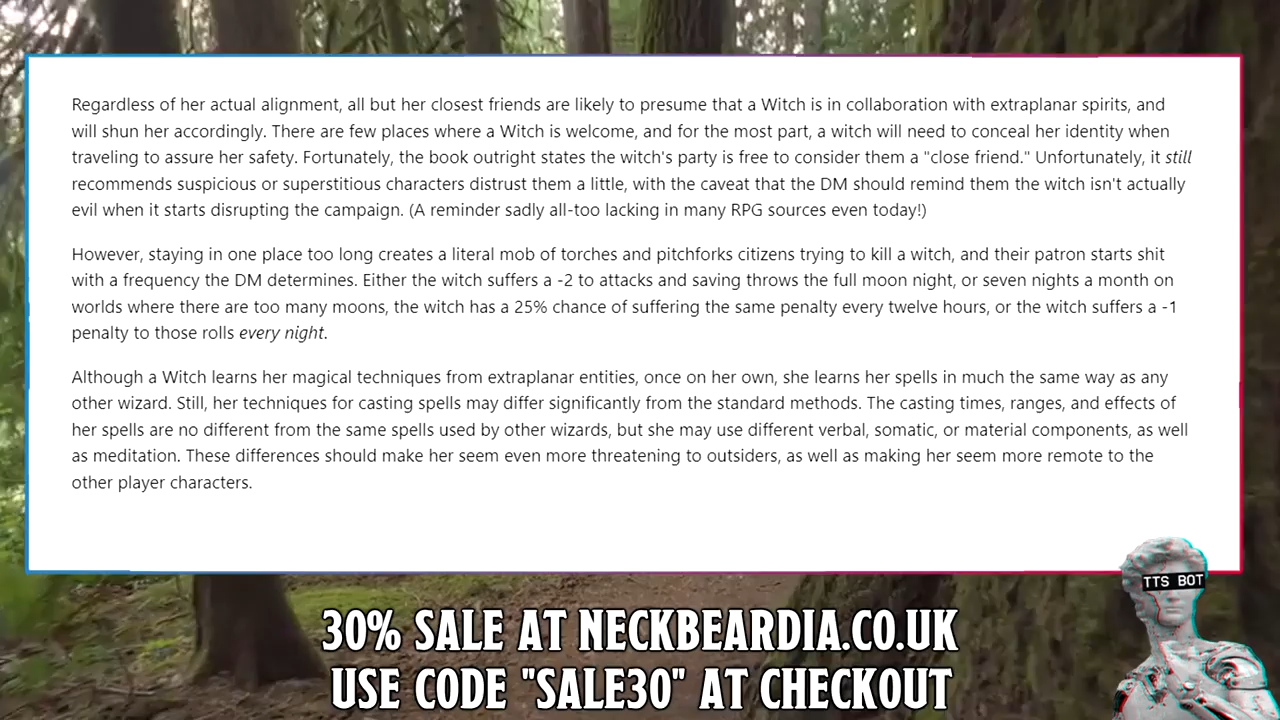 Regardless of her actual alignment, all but her closest friends are likely to presume that a Witch is in collaboration with extraplanar spirits, and
will shun her accordingly. There are few places where a Witch is welcome, and for the most part, a witch will need to conceal her identity when
traveling to assure her safety. Fortunately, the book outright states the witch's party is free to consider them a "close friend." Unfortunately, it still
recommends suspicious or superstitious characters distrust them a little, with the caveat that the DM should remind them the witch isn't actually
evil when it starts disrupting the campaign. (A reminder sadly all-too lacking in many RPG sources even today!)
However, staying in one place too long creates a literal mob of torches and pitchforks citizens trying to kill a witch, and their patron starts shit
with a frequency the DM determines. Either the witch suffers a -2 to attacks and saving throws the full moon night, or seven nights a month on
worlds where there are too many moons, the witch has a 25% chance of suffering the same penalty every twelve hours, or the witch suffers a -1
penalty to those rolls every night.
Although a Witch learns her magical techniques from extraplanar entities, once on her own, she learns her spells in much the same way as any
other wizard. Still, her techniques for casting spells may differ significantly from the standard methods. The casting times, ranges, and effects of
her spells are no different from the same spells used by other wizards, but she may use different verbal, somatic, or material components, as well
as meditation. These differences should make her seem even more threatening to outsiders, as well as making her seem more remote to the
other player characters.
TTS BOT
30% SALE AT NECKBEARDIA.CO.UK
USE CODE "SALE30" AT CHECKOUT